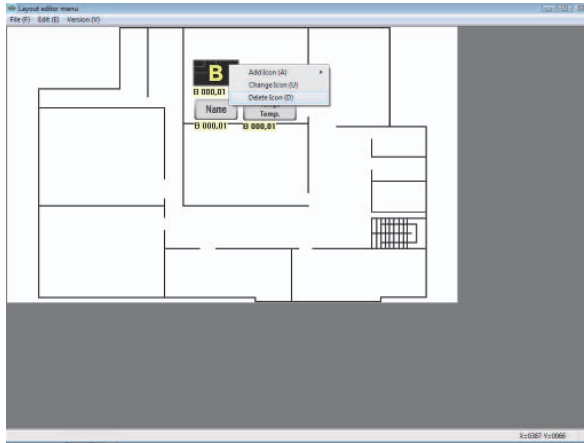 Layout editor menu
File (F) Edit (E) Version (V)
B
B 000,01
Add Icon (A)
Change Icon (U)
Delete Icon (D)
Name
Temp.
B 000,01
B 000,01
X=0387 Y=0066